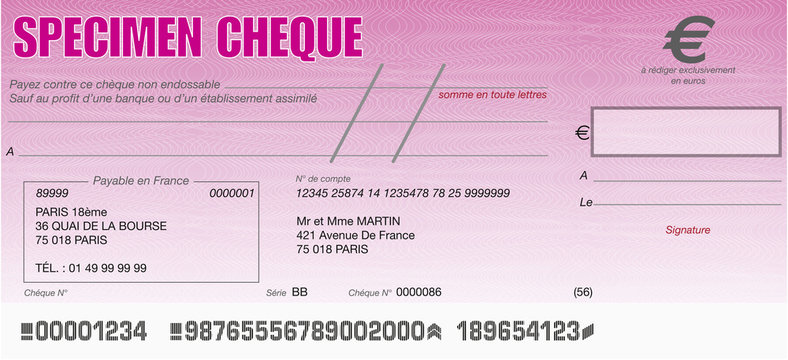 SPECIMEN CHEQUE
€
à rédiger exclusivement
en euros
Payez contre ce chèque non endossable
Sauf au profit d'une banque ou d'un établissement assimilé
somme en toute lettres
€
A
Payable en France
89999 0000001
PARIS 18ème
36 QUAI DE LA BOURSE
75 018 PARIS
TÉL. : 01 49 99 99 99
N° de compte
12345 25874 14 1235478 78 25 9999999
Mr et Mme MARTIN
421 Avenue De France
75 018 PARIS
A
Le
Signature
Chéque N° Série BB Chéque N° 0000086 (56)
00001234 98765556789002000 189654123